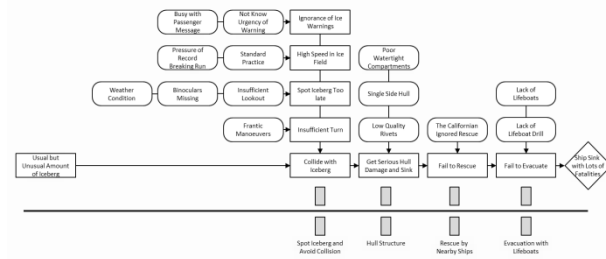 Busy with
Passenger
Message
Not Know
Urgency of
Warning
Ignorance of Ice
Warnings
Pressure of
Record
Breaking Run
Standard
Practice
High Speed in Ice
Field
Poor
Watertight
Compartments
Weather
Condition
Binoculars
Missing
Insufficient
Lookout
Spot Iceberg Too
late
Single Side Hull
Lack of
Lifeboats
Frantic
Manoeuvers
Insufficient Turn
Low Quality
Rivets
The Californian
Ignored Rescue
Lack of
Lifeboat Drill
Usual but
Unusual Amount
of Iceberg
Collide with
Iceberg
Get Serious Hull
Damage and Sink
Fail to Rescue
Fail to Evacuate
Ship Sink
with Lots of
Fatalities
Spot Iceberg and
Avoid Collision
Hull Structure
Rescue by
Nearby Ships
Evacuation with
Lifeboats